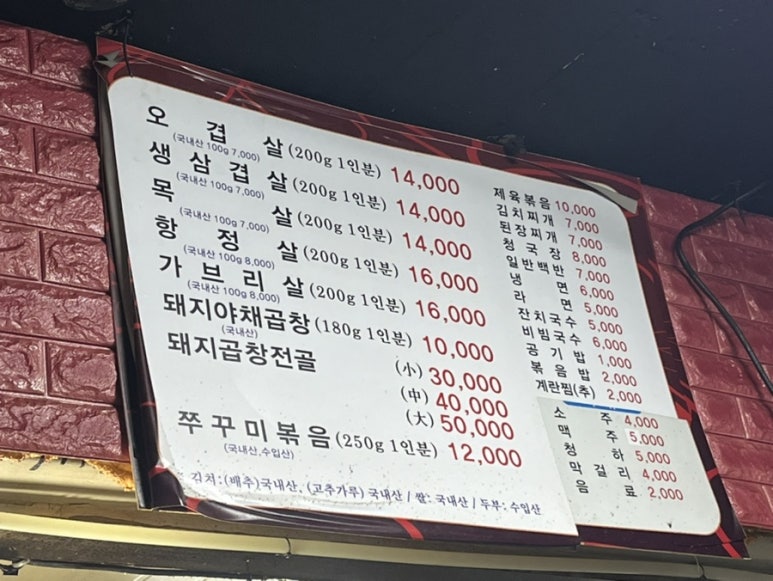 오 겹 살 (200g 1인분) 14,000
(국내산 100g 7,000)
생 삼 겹 살 (200g 1인분) 14,000
(국내산 100g 7,000)
목 살 (200g 1인분) 14,000
(국내산 100g 7,000)
항 정 살 (200g 1인분) 16,000
(국내산 100g 8,000)
가 브 리 살 (200g 1인분) 16,000
(국내산 100g 8,000)
돼지야채곱창 (180g 1인분) 10,000
(국내산)
돼지곱창전골 (小) 30,000
(中) 40,000
(大) 50,000
쭈꾸미볶음 (250g 1인분) 12,000
(국내산,수입산)
김치:(배추)국내산, (고추가루) 국내산 / 쌀: 국내산 / 두부: 수입산
제육볶음 10,000
김치찌개 7,000
된장찌개 7,000
청 국 장 8,000
일반백반 7,000
냉 면 6,000
라 면 5,000
잔치국수 5,000
비빔국수 6,000
공 기 밥 1,000
볶 음 밥 2,000
계란찜(추) 2,000
소 주 4,000
맥 주 5,000
청 하 5,000
막 걸 리 4,000
음 료 2,000